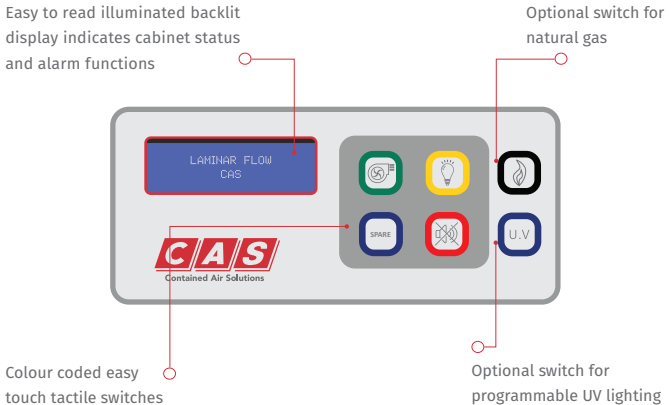 Easy to read illuminated backlit
display indicates cabinet status
and alarm functions
Optional switch for
natural gas
LAMINAR FLOW
CAS
SPARE
U.V
CAS
Contained Air Solutions
Colour coded easy
touch tactile switches
Optional switch for
programmable UV lighting